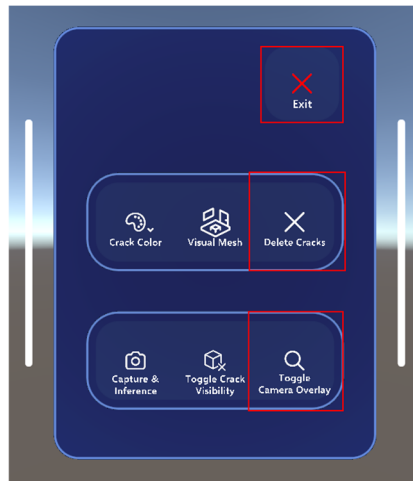 Exit
Crack Color
Visual Mesh
Delete Cracks
Capture &
Inference
Toggle Crack
Visibility
Toggle
Camera Overlay